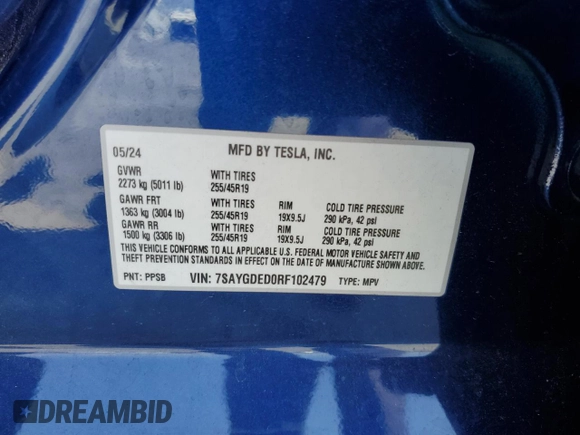 05/24 MFD BY TESLA, INC.
GVWR WITH TIRES
2273 kg (5011 lb) 255/45R19
GAWR FRT WITH TIRES RIM COLD TIRE PRESSURE
1363 kg (3004 lb) 255/45R19 19X9.5J 290 kPa, 42 psi
GAWR RR WITH TIRES RIM COLD TIRE PRESSURE
1500 kg (3306 lb) 255/45R19 19X9.5J 290 kPa, 42 psi
THIS VEHICLE CONFORMS TO ALL APPLICABLE U.S. FEDERAL MOTOR VEHICLE SAFETY AND
THEFT PREVENTION STANDARDS IN EFFECT ON THE DATE OF MANUFACTURE SHOWN ABOVE.
PNT: PPSB VIN: 7SAYGDED0RF102479 TYPE: MPV
DREAMBID